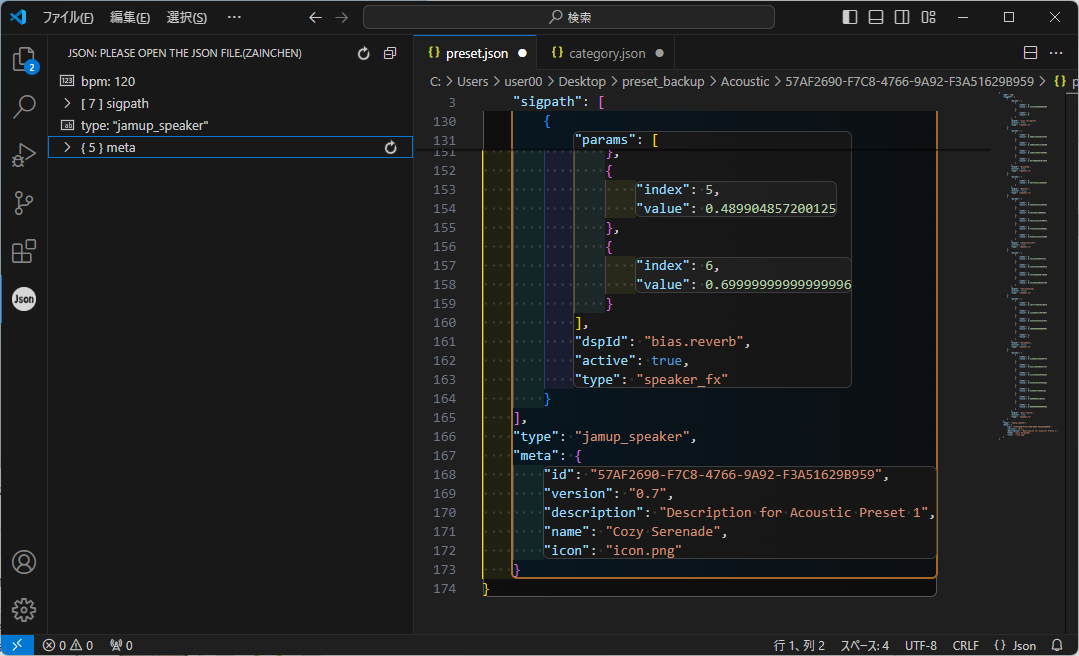 ファイル(F) 編集(E) 選択(S) ··· 検索
JSON: PLEASE OPEN THE JSON FILE.(ZAINCHEN)
2
123 bpm: 120
[ 7 ] sigpath
ab type: "jamup_speaker"
{ 5 } meta
Json
{} preset.json ● {} category.json ●
C: > Users > user00 > Desktop > preset_backup > Acoustic > 57AF2690-F7C8-4766-9A92-F3A51629B959 > {} p
3 "sigpath": [
130 {
131 "params": [
151 },
152 {
153 "index": 5,
154 "value": 0.489904857200125
155 },
156 {
157 "index": 6,
158 "value": 0.69999999999999996
159 }
160 ],
161 "dspId": "bias.reverb",
162 "active": true,
163 "type": "speaker_fx"
164 }
165 ],
166 "type": "jamup_speaker",
167 "meta": {
168 "id": "57AF2690-F7C8-4766-9A92-F3A51629B959",
169 "version": "0.7",
170 "description": "Description for Acoustic Preset 1",
171 "name": "Cozy Serenade",
172 "icon": "icon.png"
173 }
174 }
0 0 0 行 1、列 2 スペース: 4 UTF-8 CRLF {} Json